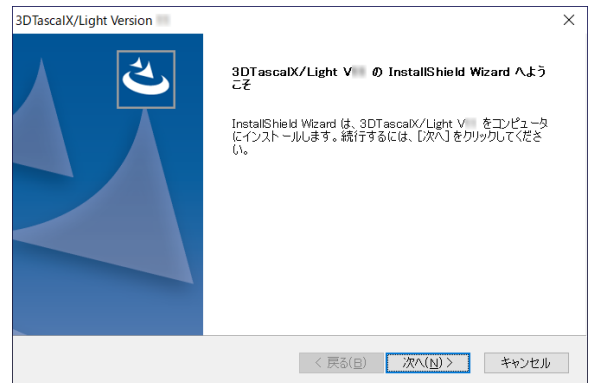 3DTascalX/Light Version
3DTascalX/Light V の InstallShield Wizard へよう
こそ
InstallShield Wizard は、3DTascalX/Light V をコンピュータ
にインストールします。続行するには、[次へ] をクリックしてくださ
い。
< 戻る(B)
次へ(N) >
キャンセル